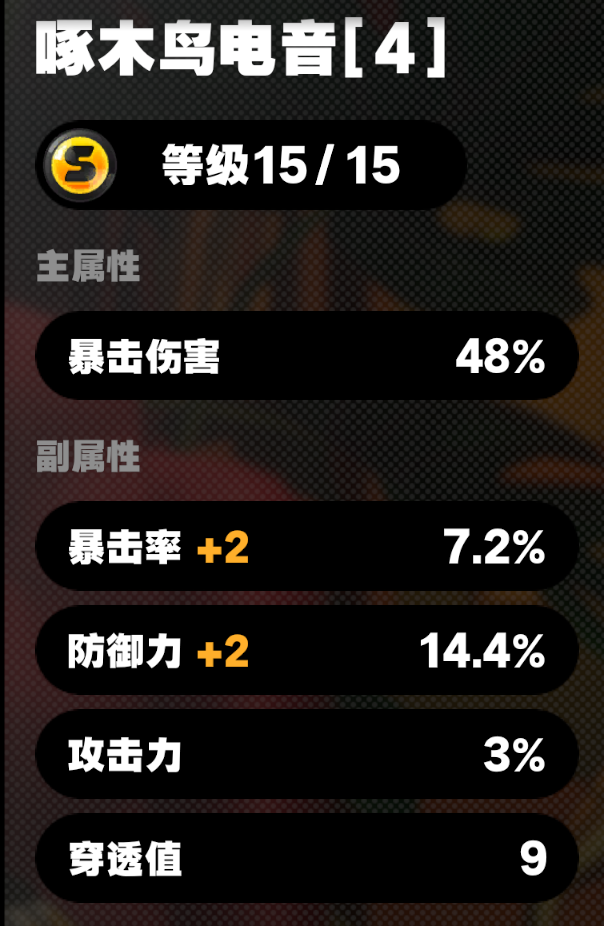 啄木鸟电音[4]
S 等级15/15
主属性
暴击伤害 48%
副属性
暴击率 +2 7.2%
防御力 +2 14.4%
攻击力 3%
穿透值 9